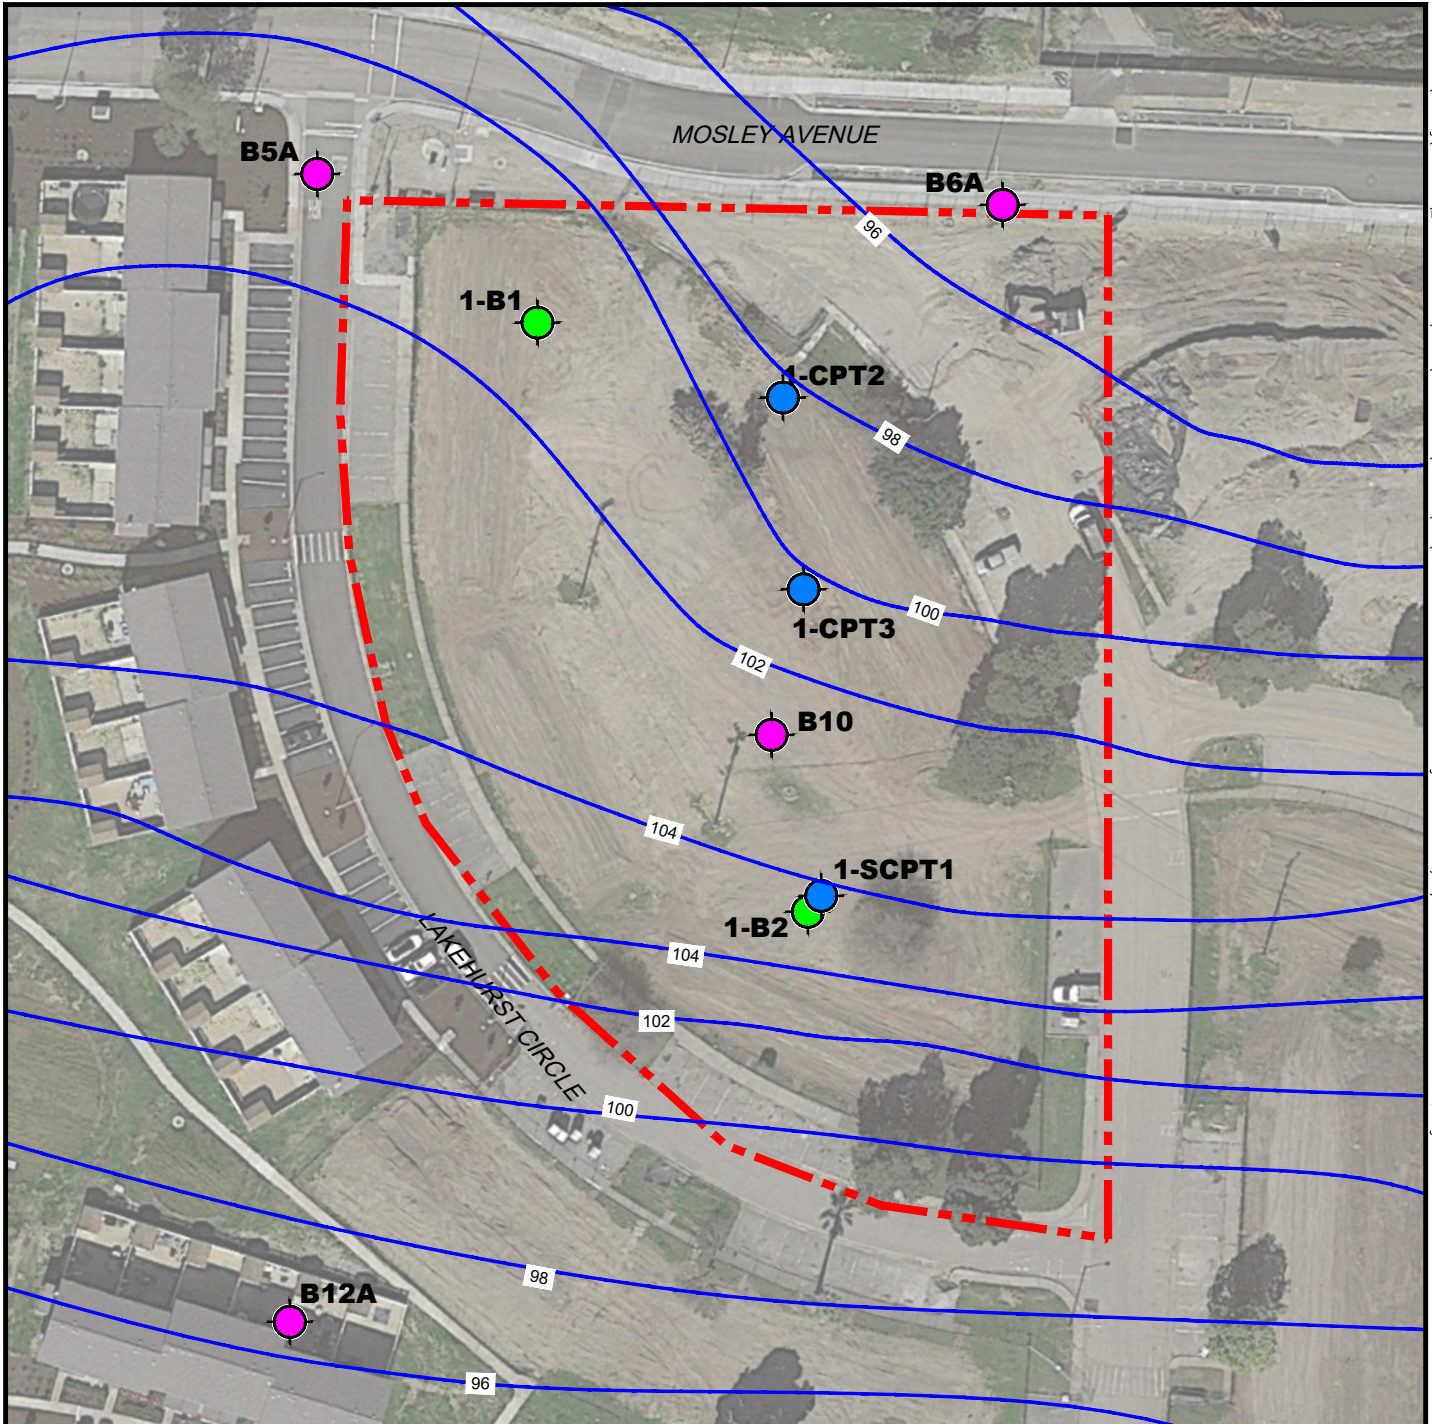 MOSLEY AVENUE
B5A
B6A
96
1-B1
1-CPT2
98
1-CPT3
100
102
B10
104
1-SCPT1
1-B2
LAKEHURST CIRCLE
104
102
100
98
B12A
96